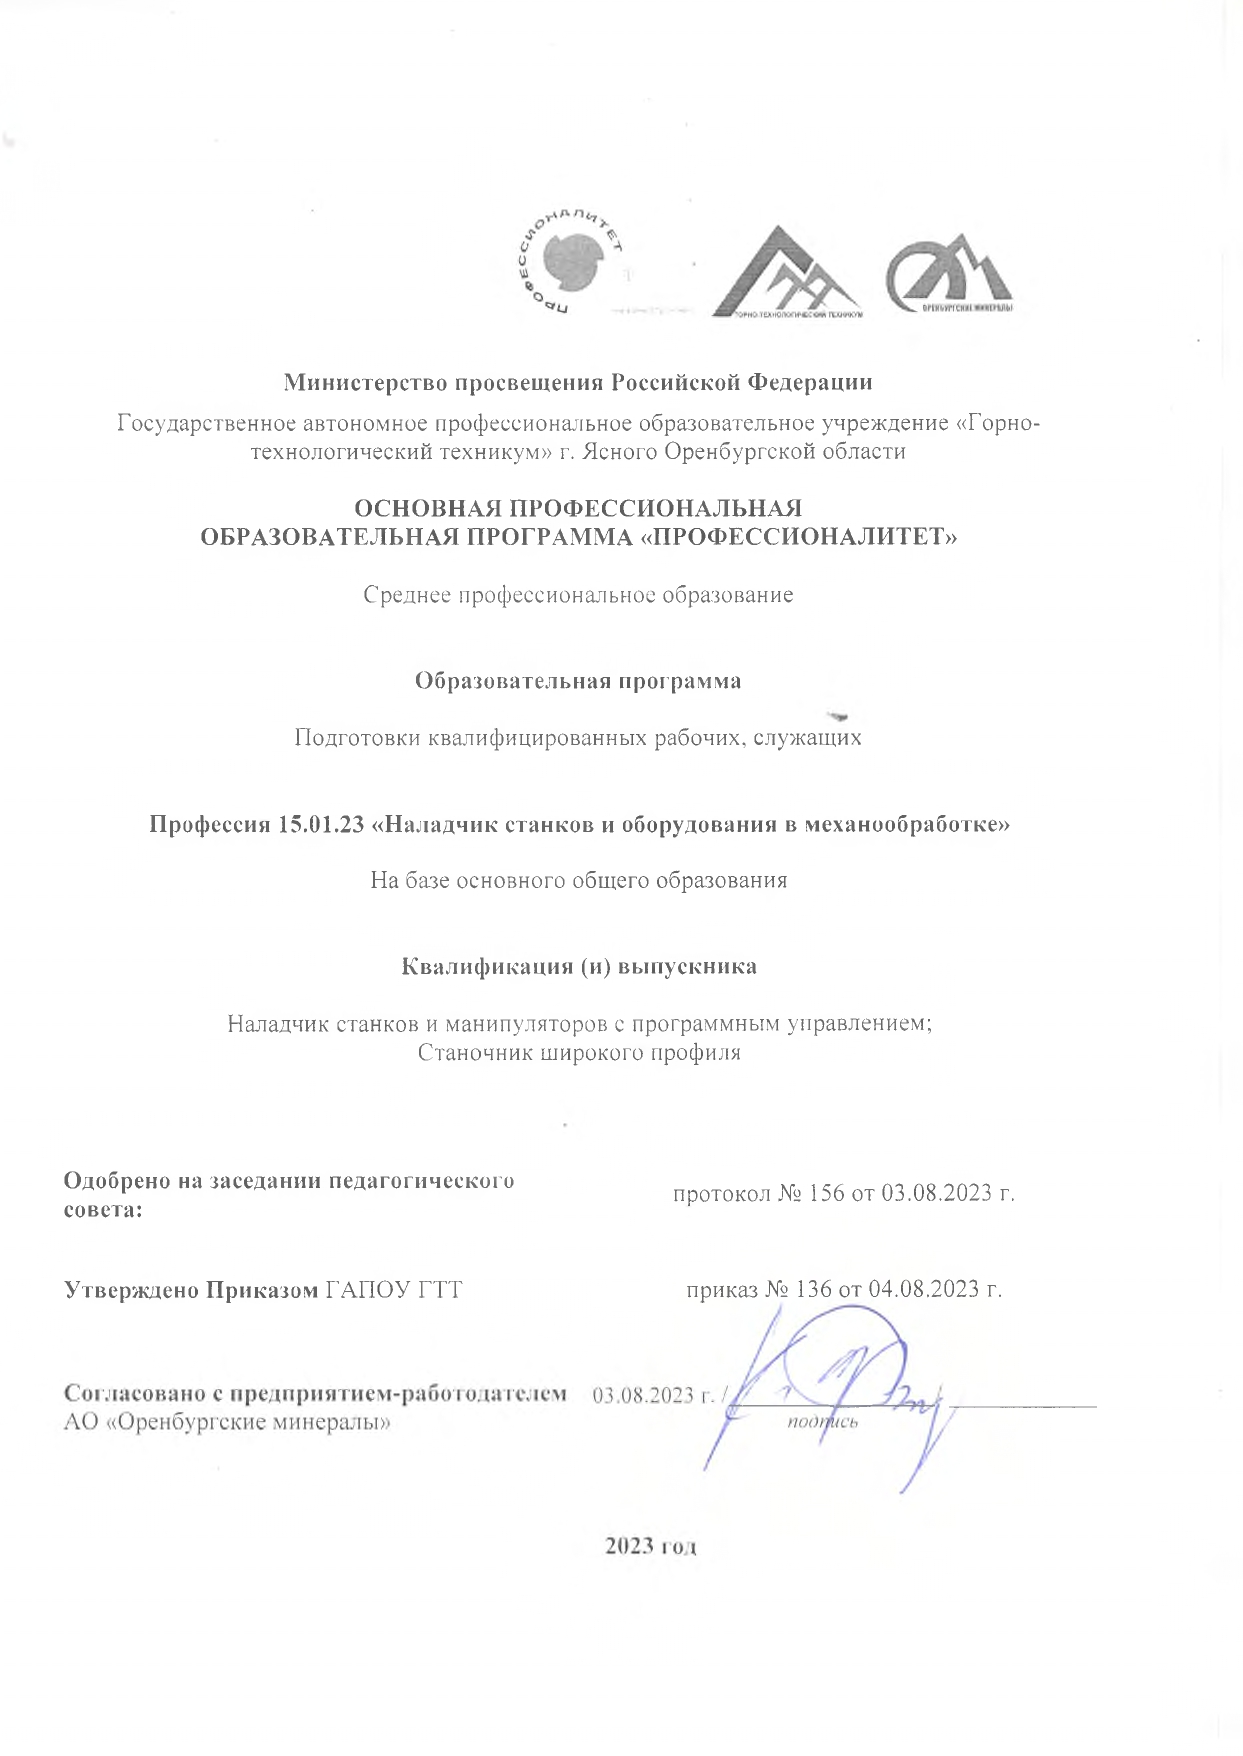 ПРОФЕССИОНАЛИТЕТ
ГОРНО-ТЕХНОЛОГИЧЕСКИЙ ТЕХНИКУМ
ОРЕНБУРГСКИЕ МИНЕРАЛЫ
Министерство просвещения Российской Федерации
Государственное автономное профессиональное образовательное учреждение «Горно-
технологический техникум» г. Ясного Оренбургской области
ОСНОВНАЯ ПРОФЕССИОНАЛЬНАЯ
ОБРАЗОВАТЕЛЬНАЯ ПРОГРАММА «ПРОФЕССИОНАЛИТЕТ»
Среднее профессиональное образование
Образовательная программа
Подготовки квалифицированных рабочих, служащих
Профессия 15.01.23 «Наладчик станков и оборудования в механообработке»
На базе основного общего образования
Квалификация (и) выпускника
Наладчик станков и манипуляторов с программным управлением;
Станочник широкого профиля
Одобрено на заседании педагогического
совета:
протокол № 156 от 03.08.2023 г.
Утверждено Приказом ГАПОУ ГТТ
приказ № 136 от 04.08.2023 г.
Согласовано с предприятием-работодателем 03.08.2023 г. /
АО «Оренбургские минералы»
подпись
2023 год